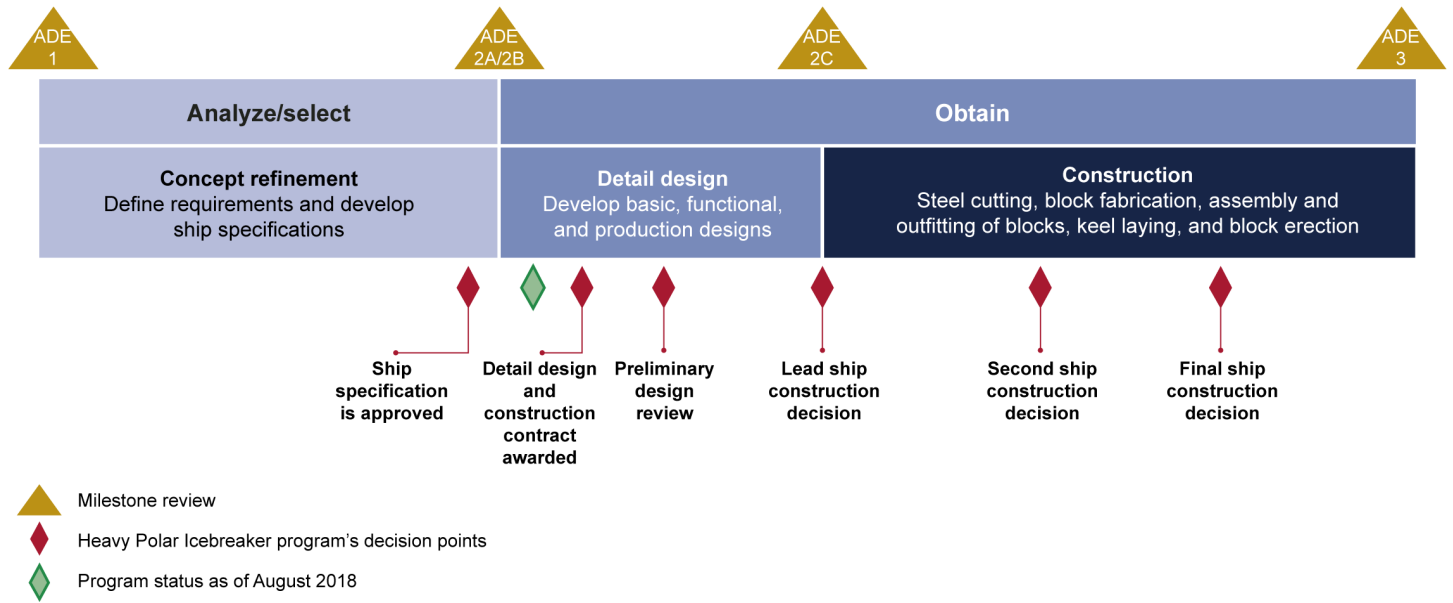 ADE
1
ADE
2A/2B
ADE
2C
ADE
3
Analyze/select
Obtain
Concept refinement
Define requirements and develop
ship specifications
Detail design
Develop basic, functional,
and production designs
Construction
Steel cutting, block fabrication, assembly and
outfitting of blocks, keel laying, and block erection
Ship
specification
is approved
Detail design
and
construction
contract
awarded
Preliminary
design
review
Lead ship
construction
decision
Second ship
construction
decision
Final ship
construction
decision
Milestone review
Heavy Polar Icebreaker program's decision points
Program status as of August 2018